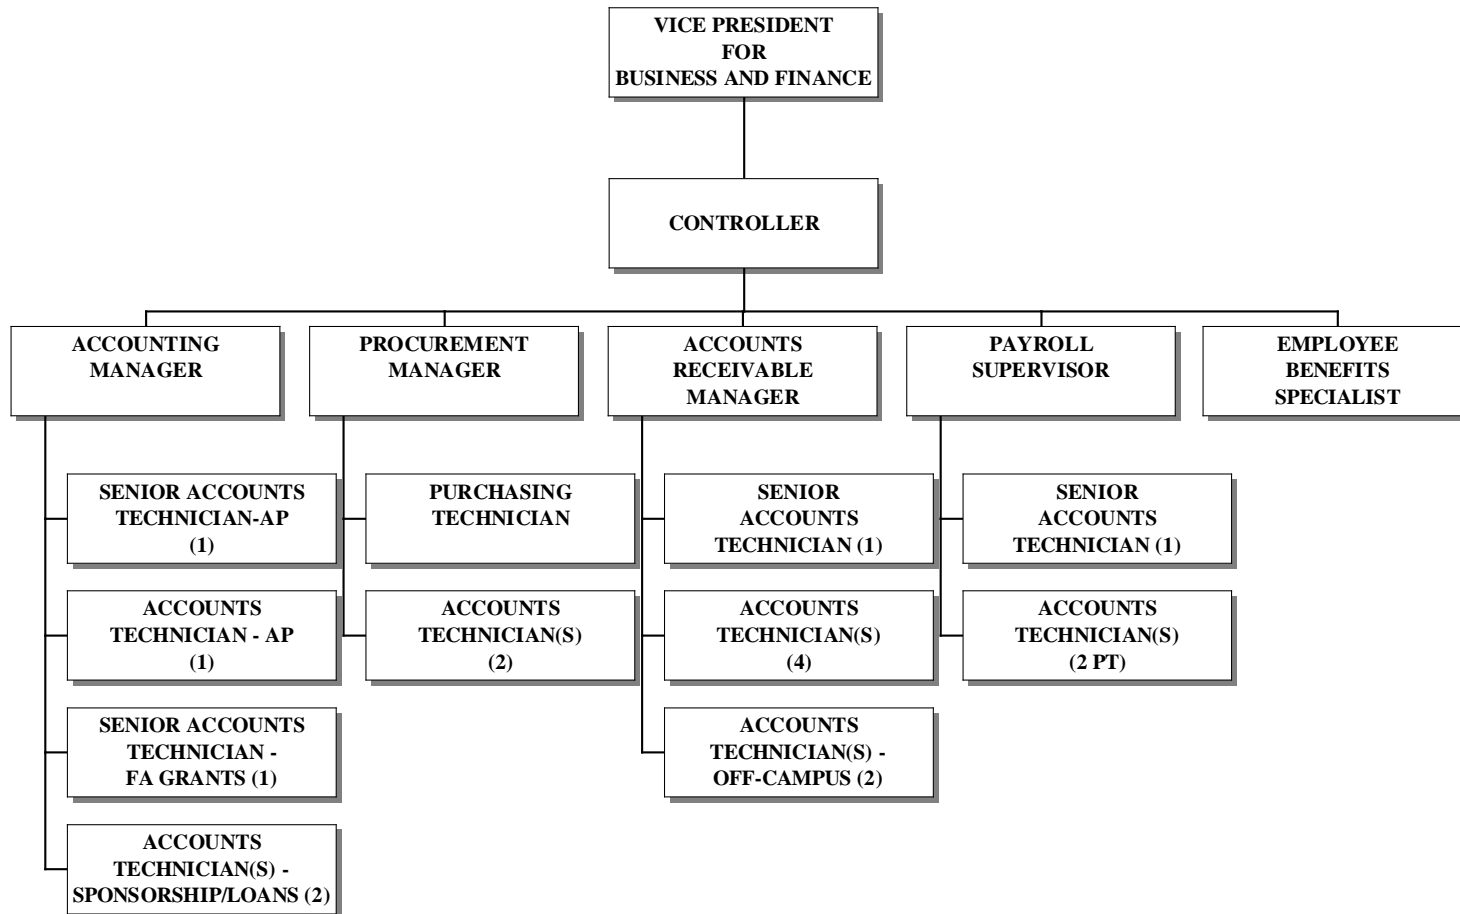 VICE PRESIDENT
FOR
BUSINESS AND FINANCE
CONTROLLER
ACCOUNTING
MANAGER
PROCUREMENT
MANAGER
ACCOUNTS
RECEIVABLE
MANAGER
PAYROLL
SUPERVISOR
EMPLOYEE
BENEFITS
SPECIALIST
SENIOR ACCOUNTS
TECHNICIAN-AP
(1)
PURCHASING
TECHNICIAN
SENIOR
ACCOUNTS
TECHNICIAN (1)
SENIOR
ACCOUNTS
TECHNICIAN (1)
ACCOUNTS
TECHNICIAN - AP
(1)
ACCOUNTS
TECHNICIAN(S)
(2)
ACCOUNTS
TECHNICIAN(S)
(4)
ACCOUNTS
TECHNICIAN(S)
(2 PT)
SENIOR ACCOUNTS
TECHNICIAN -
FA GRANTS (1)
ACCOUNTS
TECHNICIAN(S) -
OFF-CAMPUS (2)
ACCOUNTS
TECHNICIAN(S) -
SPONSORSHIP/LOANS (2)